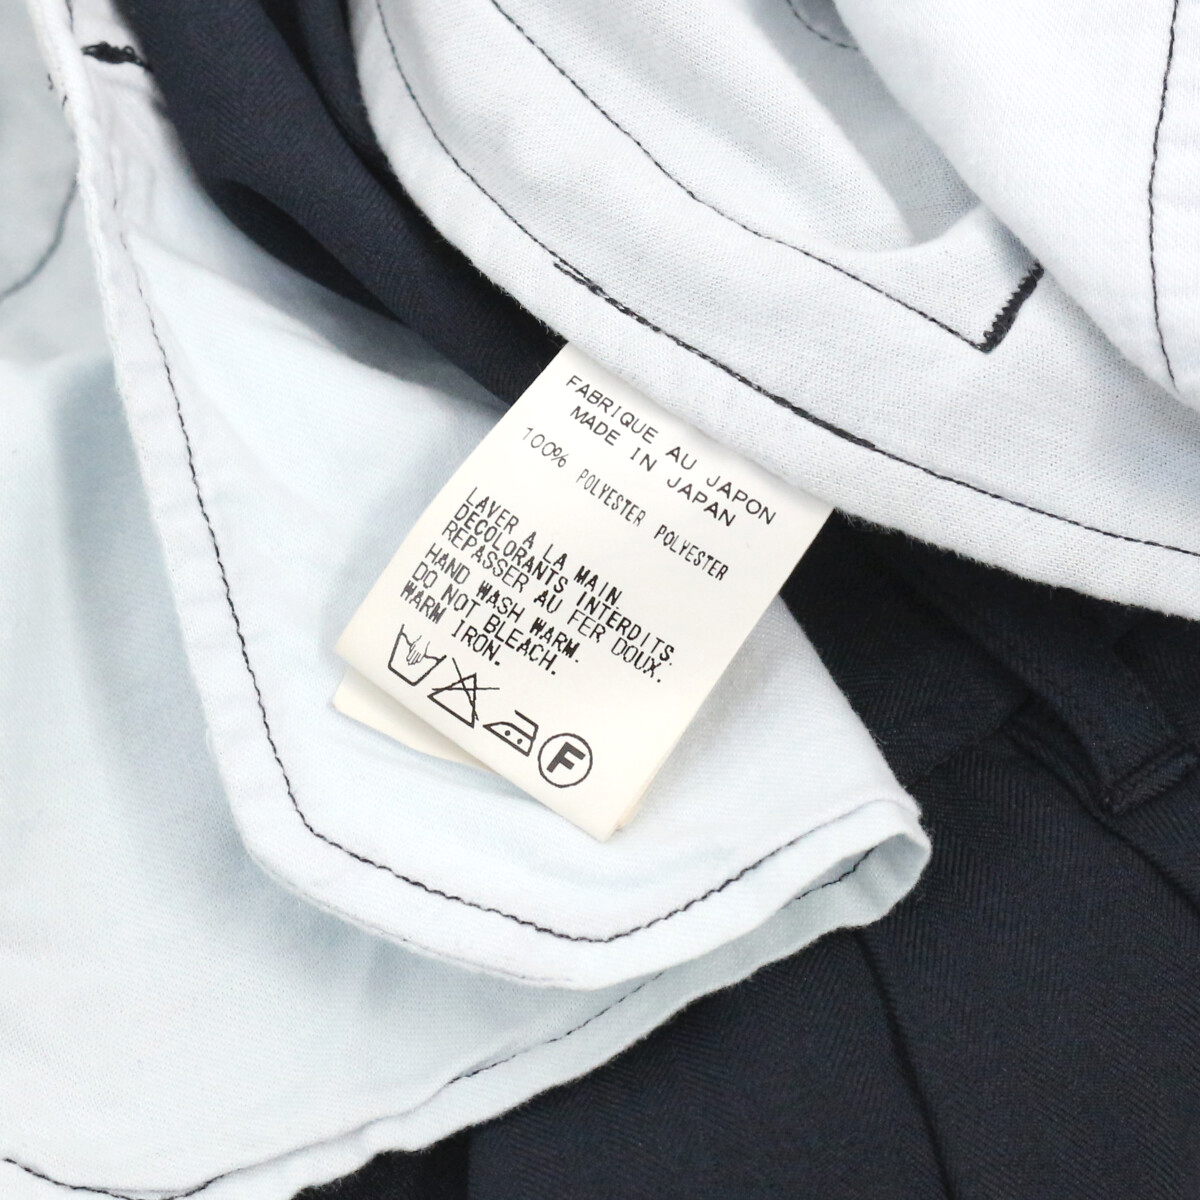 FABRIQUE AU JAPON
MADE IN JAPAN
100% POLYESTER POLYESTER
LAVER A LA MAIN.
DECOLORANTS INTERDITS.
REPASSER AU FER DOUX.
HAND WASH WARM.
DO NOT BLEACH.
WARM IRON.
F